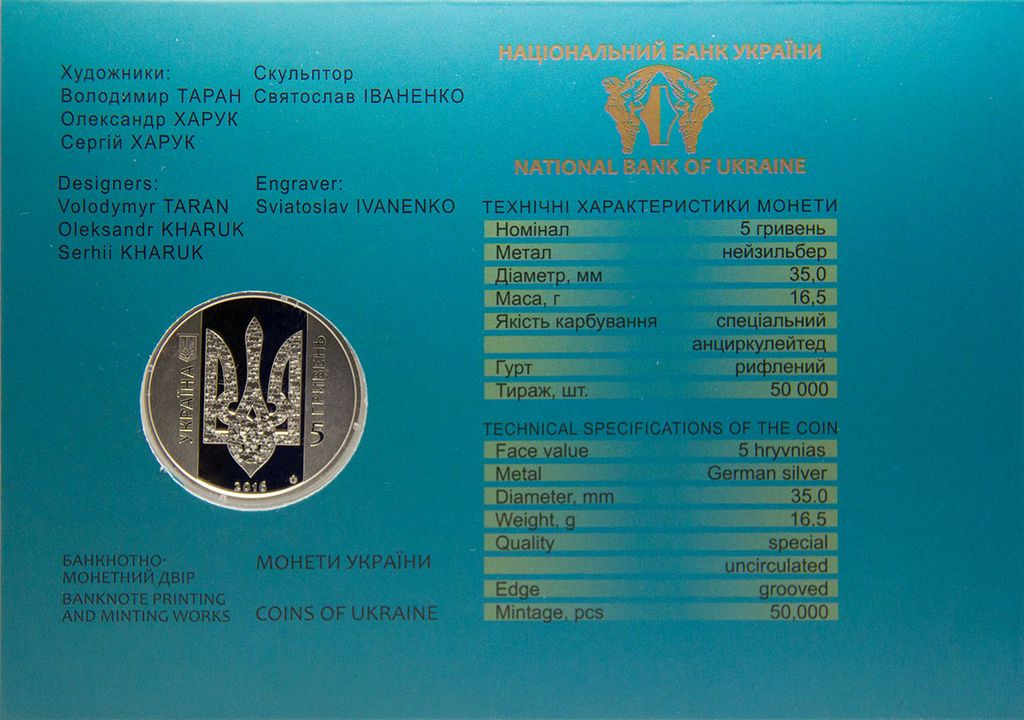 Художники:
Володимир ТАРАН
Олександр ХАРУК
Сергій ХАРУК
Скульптор
Святослав ІВАНЕНКО
Designers:
Volodymyr TARAN
Oleksandr KHARUK
Serhii KHARUK
Engraver:
Sviatoslav IVANENKO
УКРАЇНА
5 ГРИВЕНЬ
2016
БАНКНОТНО-
МОНЕТНИЙ ДВІР
BANKNOTE PRINTING
AND MINTING WORKS
МОНЕТИ УКРАЇНИ
COINS OF UKRAINE
НАЦІОНАЛЬНИЙ БАНК УКРАЇНИ
NATIONAL BANK OF UKRAINE
ТЕХНІЧНІ ХАРАКТЕРИСТИКИ МОНЕТИ
Номінал 5 гривень
Метал нейзильбер
Діаметр, мм 35,0
Маса, г 16,5
Якість карбування спеціальний
анциркулейтед
Гурт рифлений
Тираж, шт. 50 000
TECHNICAL SPECIFICATIONS OF THE COIN
Face value 5 hryvnias
Metal German silver
Diameter, mm 35.0
Weight, g 16.5
Quality special
uncirculated
Edge grooved
Mintage, pcs 50,000